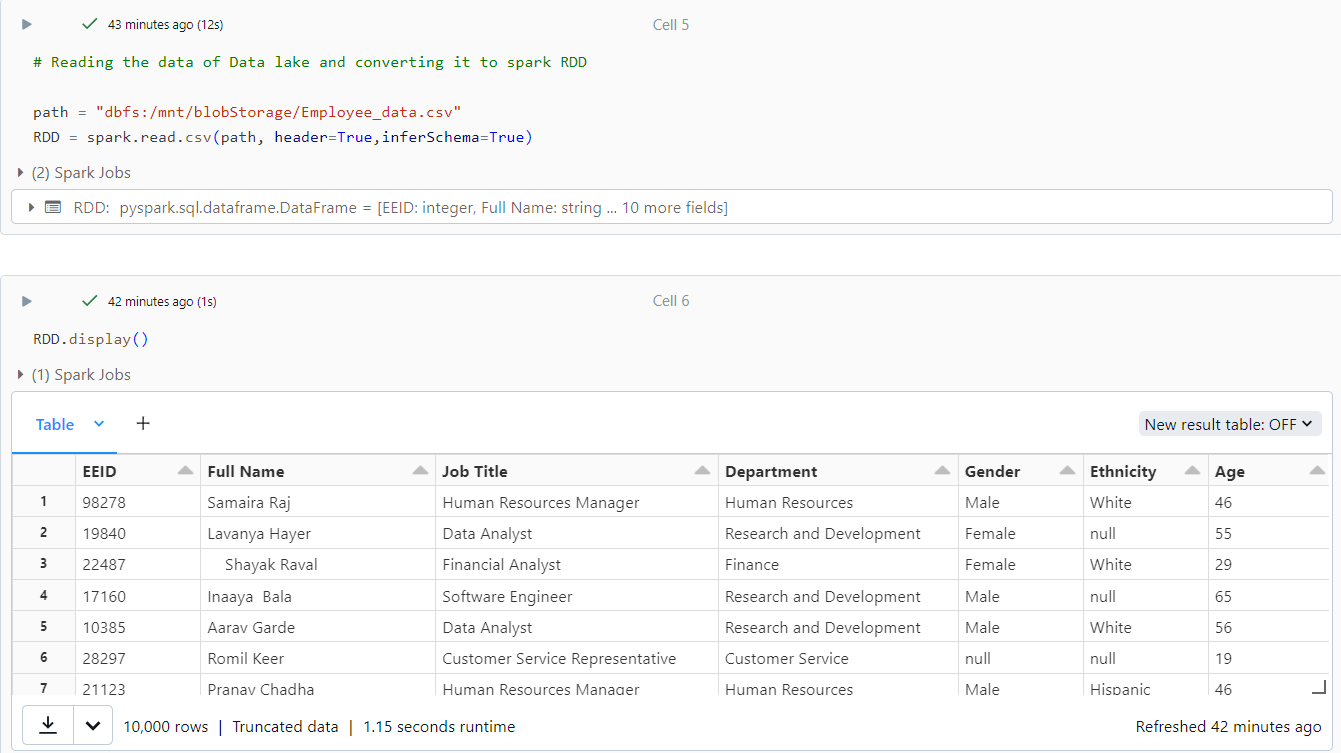 43 minutes ago (12s) Cell 5
# Reading the data of Data lake and converting it to spark RDD
path = "dbfs:/mnt/blobStorage/Employee_data.csv"
RDD = spark.read.csv(path, header=True,inferSchema=True)
(2) Spark Jobs
RDD: pyspark.sql.dataframe.DataFrame = [EEID: integer, Full Name: string ... 10 more fields]
42 minutes ago (1s) Cell 6
RDD.display()
(1) Spark Jobs
Table + New result table: OFF
EEID Full Name Job Title Department Gender Ethnicity Age
1 98278 Samaira Raj Human Resources Manager Human Resources Male White 46
2 19840 Lavanya Hayer Data Analyst Research and Development Female null 55
3 22487 Shayak Raval Financial Analyst Finance Female White 29
4 17160 Inaaya  Bala Software Engineer Research and Development Male null 65
5 10385 Aarav Garde Data Analyst Research and Development Male White 56
6 28297 Romil Keer Customer Service Representative Customer Service null null 19
7 21123 Pranav Chadha Human Resources Manager Human Resources Male Hispanic 46
10,000 rows | Truncated data | 1.15 seconds runtime Refreshed 42 minutes ago